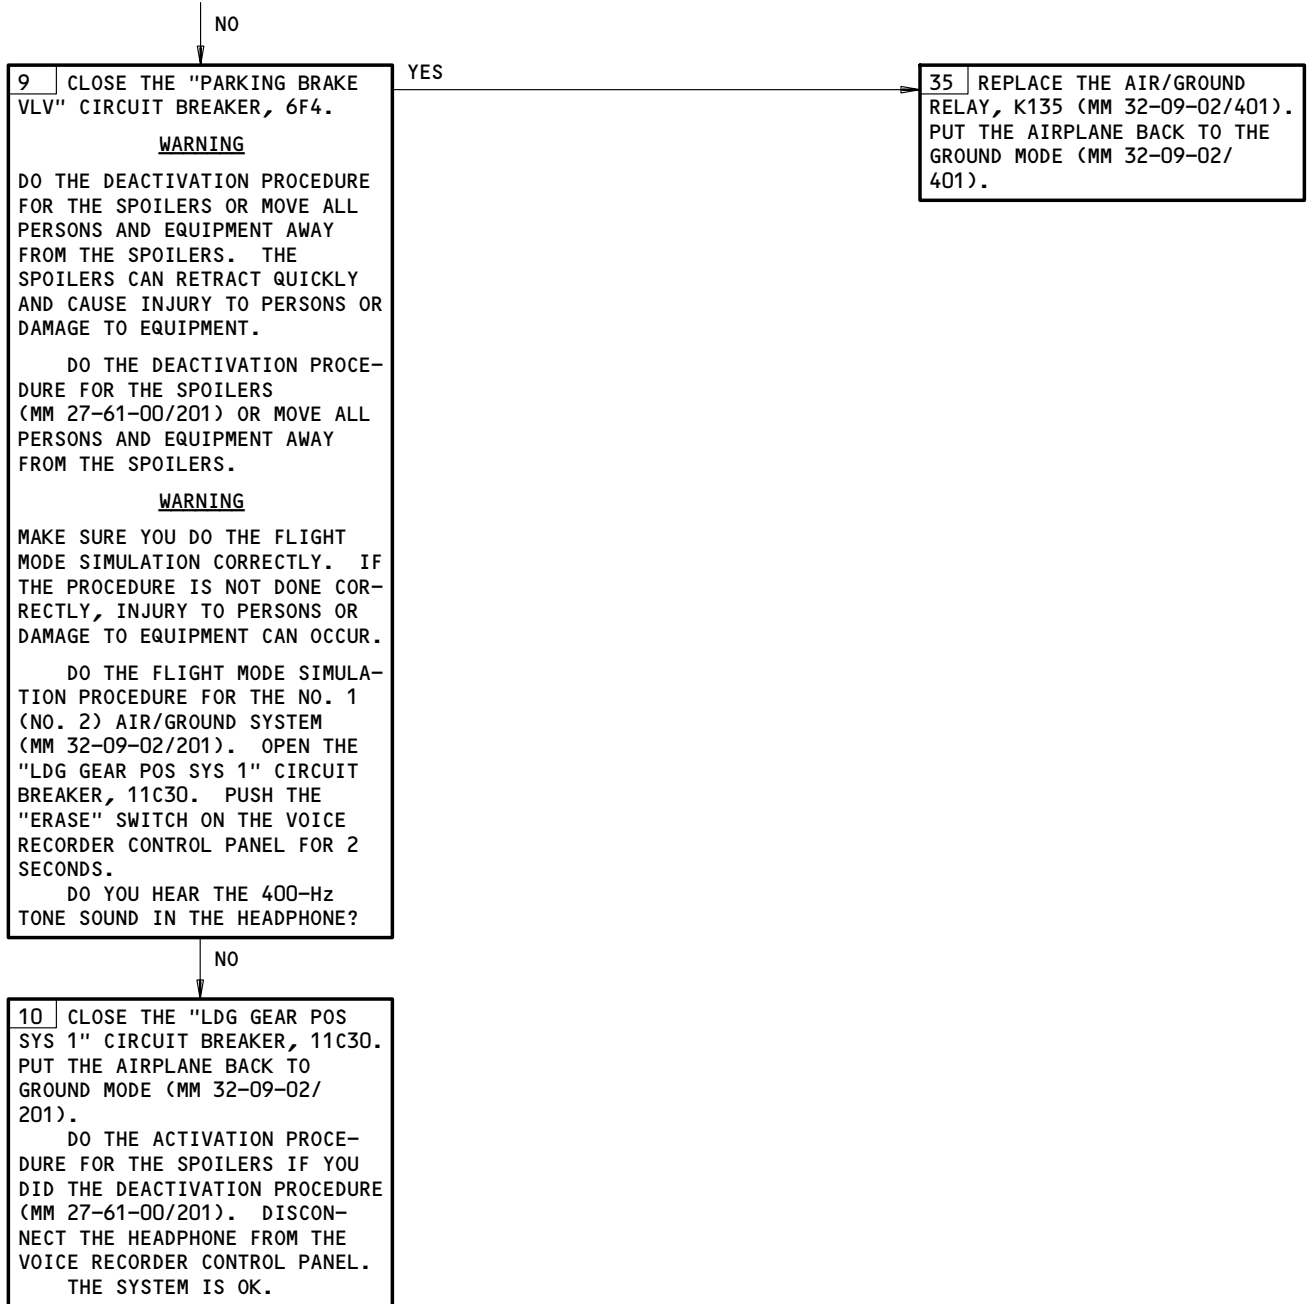 NO
9 CLOSE THE "PARKING BRAKE
VLV" CIRCUIT BREAKER, 6F4.
WARNING
DO THE DEACTIVATION PROCEDURE
FOR THE SPOILERS OR MOVE ALL
PERSONS AND EQUIPMENT AWAY
FROM THE SPOILERS. THE
SPOILERS CAN RETRACT QUICKLY
AND CAUSE INJURY TO PERSONS OR
DAMAGE TO EQUIPMENT.
DO THE DEACTIVATION PROCE-
DURE FOR THE SPOILERS
(MM 27-61-00/201) OR MOVE ALL
PERSONS AND EQUIPMENT AWAY
FROM THE SPOILERS.
WARNING
MAKE SURE YOU DO THE FLIGHT
MODE SIMULATION CORRECTLY. IF
THE PROCEDURE IS NOT DONE COR-
RECTLY, INJURY TO PERSONS OR
DAMAGE TO EQUIPMENT CAN OCCUR.
DO THE FLIGHT MODE SIMULA-
TION PROCEDURE FOR THE NO. 1
(NO. 2) AIR/GROUND SYSTEM
(MM 32-09-02/201). OPEN THE
"LDG GEAR POS SYS 1" CIRCUIT
BREAKER, 11C30. PUSH THE
"ERASE" SWITCH ON THE VOICE
RECORDER CONTROL PANEL FOR 2
SECONDS.
DO YOU HEAR THE 400-Hz
TONE SOUND IN THE HEADPHONE?
YES
35 REPLACE THE AIR/GROUND
RELAY, K135 (MM 32-09-02/401).
PUT THE AIRPLANE BACK TO THE
GROUND MODE (MM 32-09-02/
401).
NO
10 CLOSE THE "LDG GEAR POS
SYS 1" CIRCUIT BREAKER, 11C30.
PUT THE AIRPLANE BACK TO
GROUND MODE (MM 32-09-02/
201).
DO THE ACTIVATION PROCE-
DURE FOR THE SPOILERS IF YOU
DID THE DEACTIVATION PROCEDURE
(MM 27-61-00/201). DISCON-
NECT THE HEADPHONE FROM THE
VOICE RECORDER CONTROL PANEL.
THE SYSTEM IS OK.